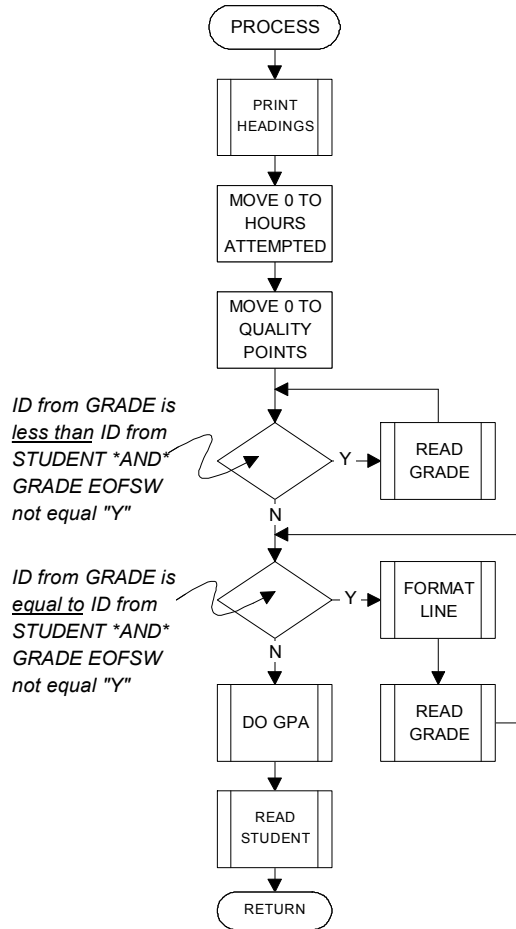 PROCESS
PRINT
HEADINGS
MOVE 0 TO
HOURS
ATTEMPTED
MOVE 0 TO
QUALITY
POINTS
ID from GRADE is
less than ID from
STUDENT *AND*
GRADE EOFSW
not equal "Y"
Y
READ
GRADE
N
ID from GRADE is
equal to ID from
STUDENT *AND*
GRADE EOFSW
not equal "Y"
Y
FORMAT
LINE
N
DO GPA
READ
GRADE
READ
STUDENT
RETURN